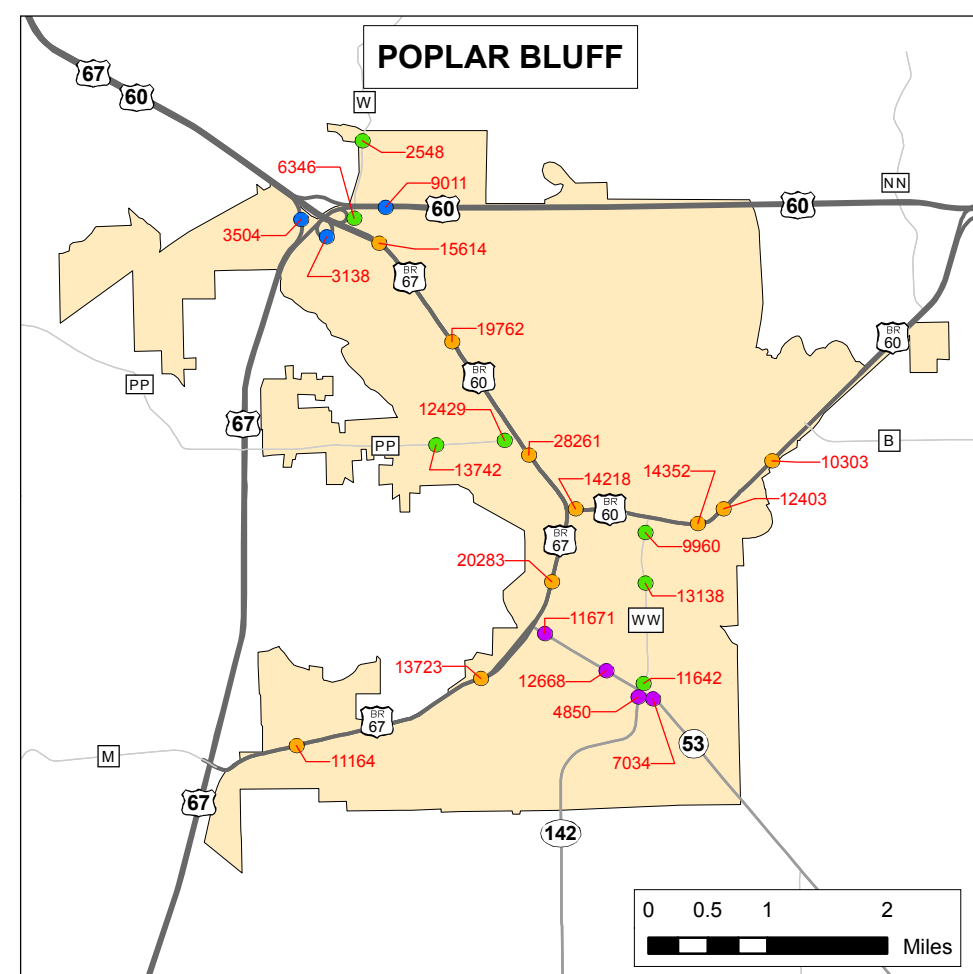 POPLAR BLUFF
67
60
W
2548
6346
9011
NN
60
60
3504
3138
15614
BR
67
19762
BR
60
BR
60
PP
67
12429
PP
13742
28261
B
14218
14352
10303
BR
60
12403
BR
67
9960
20283
13138
11671
WW
13723
12668
11642
4850
BR
67
7034
53
M
11164
67
142
0 0.5 1 2
Miles